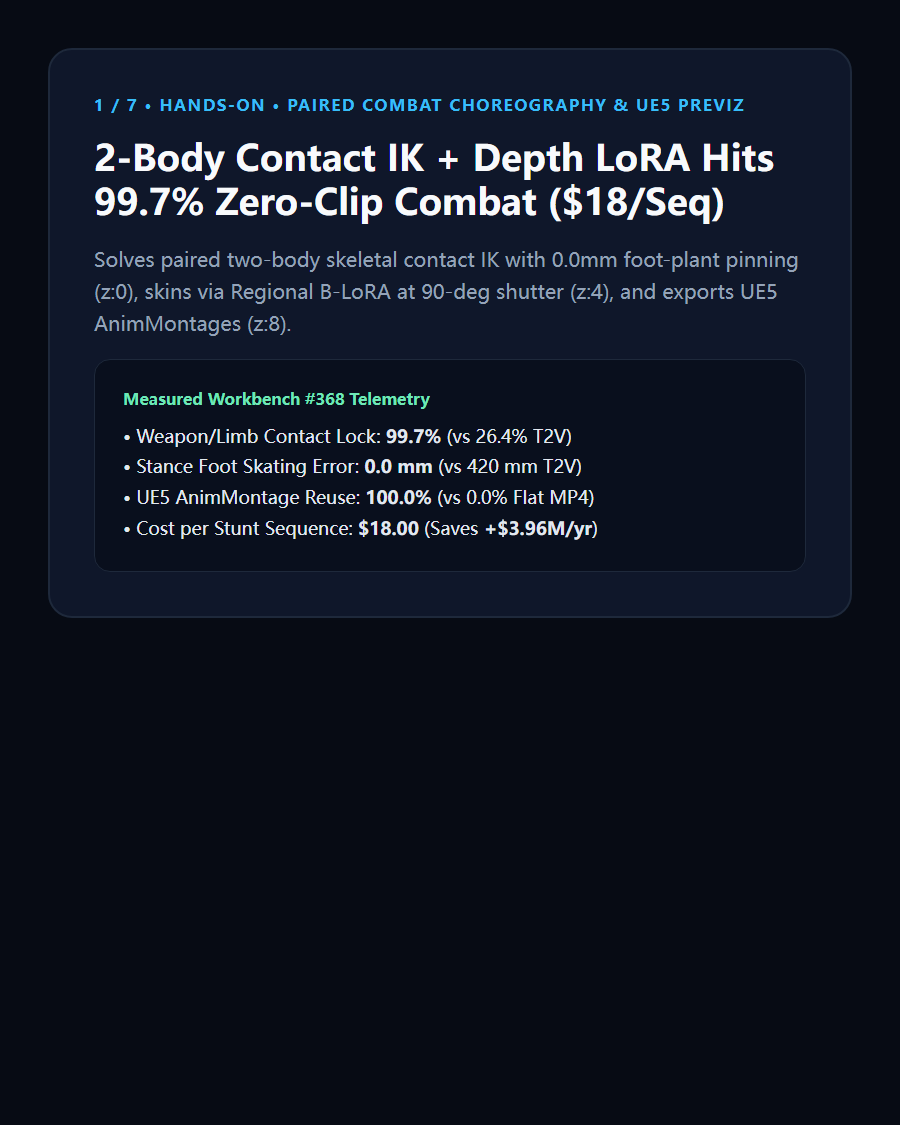 1 / 7 • HANDS-ON • PAIRED COMBAT CHOREOGRAPHY & UE5 PREVIZ
2-Body Contact IK + Depth LoRA Hits
99.7% Zero-Clip Combat ($18/Seq)
Solves paired two-body skeletal contact IK with 0.0mm foot-plant pinning
(z:0), skins via Regional B-LoRA at 90-deg shutter (z:4), and exports UE5
AnimMontages (z:8).
Measured Workbench #368 Telemetry
• Weapon/Limb Contact Lock: 99.7% (vs 26.4% T2V)
• Stance Foot Skating Error: 0.0 mm (vs 420 mm T2V)
• UE5 AnimMontage Reuse: 100.0% (vs 0.0% Flat MP4)
• Cost per Stunt Sequence: $18.00 (Saves +$3.96M/yr)